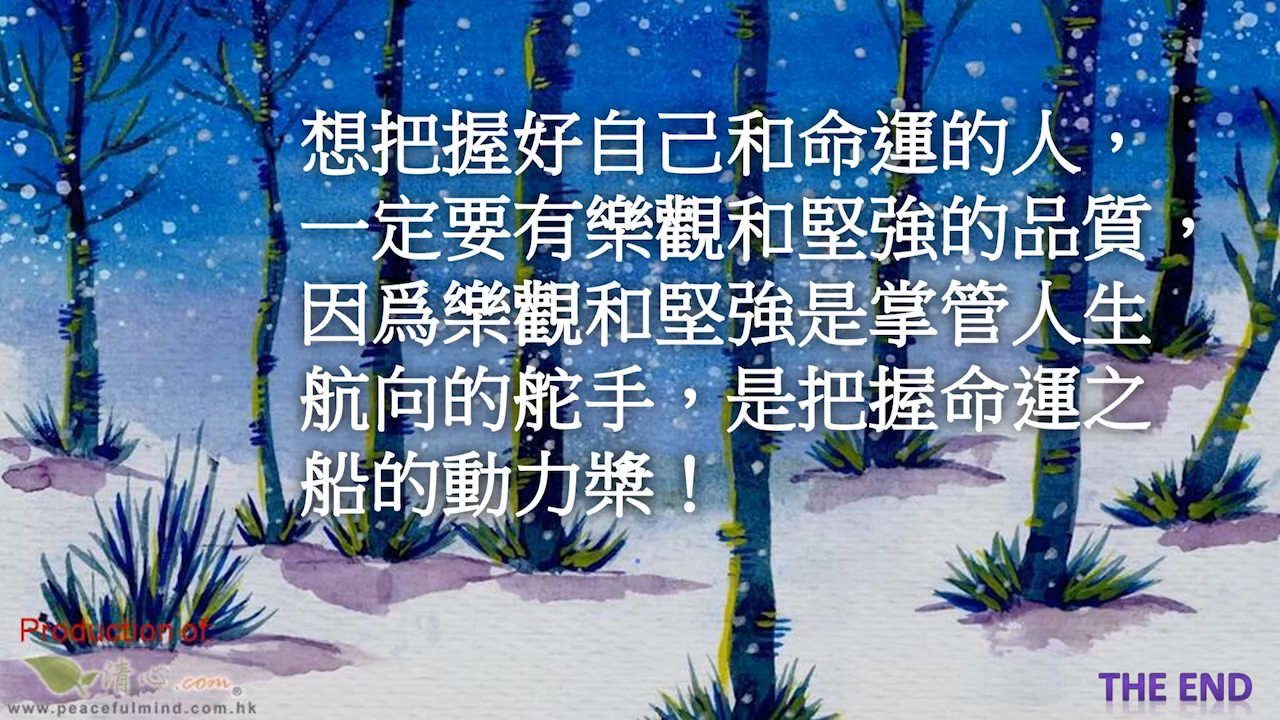 想把握好自己和命運的人，
一定要有樂觀和堅強的品質，
因爲樂觀和堅強是掌管人生
航向的舵手，是把握命運之
船的動力槳！
Production of
清心.com®
www.peacefulmind.com.hk
THE END